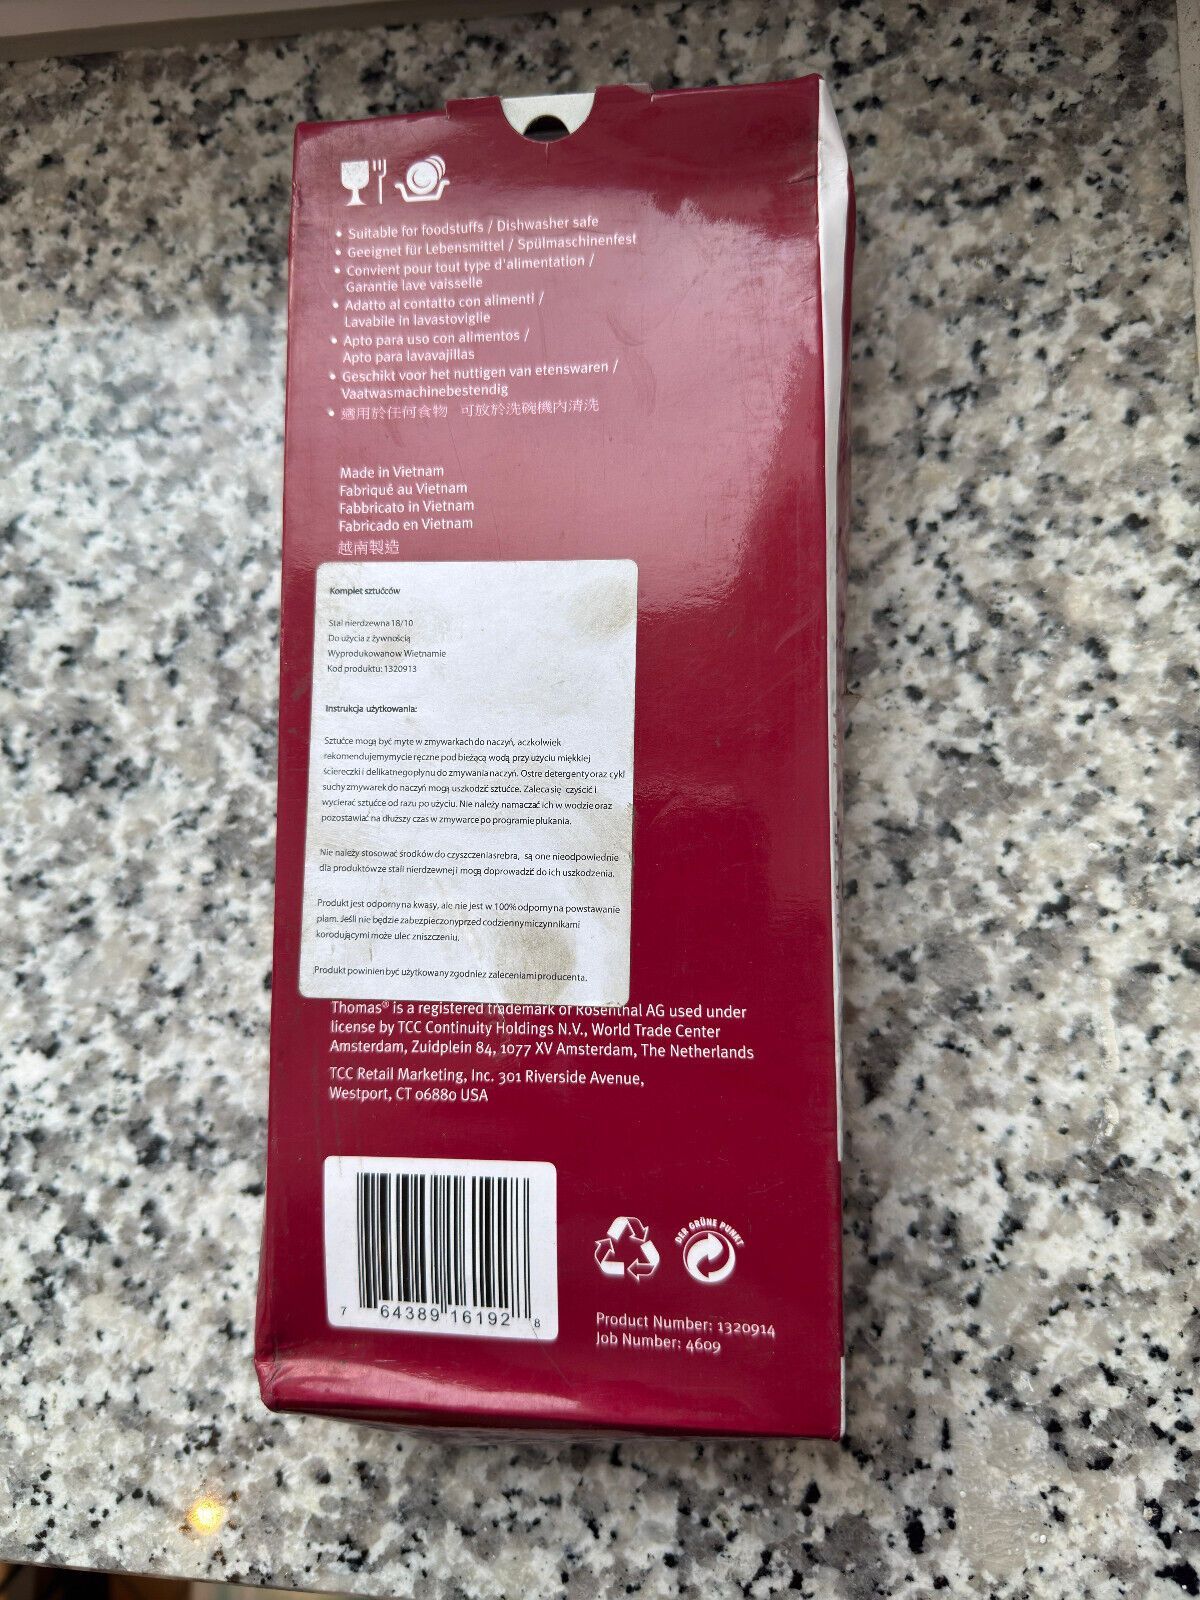 • Suitable for foodstuffs / Dishwasher safe
• Geeignet für Lebensmittel / Spülmaschinenfest
• Convient pour tout type d'alimentation /
Garantie lave vaisselle
• Adatto al contatto con alimenti /
Lavabile in lavastoviglie
• Apto para uso con alimentos /
Apto para lavavajillas
• Geschikt voor het nuttigen van etenswaren /
Vaatwasmachinebestendig
• 適用於任何食物 可放於洗碗機內清洗
Made in Vietnam
Fabriqué au Vietnam
Fabbricato in Vietnam
Fabricado en Vietnam
越南製造
Komplet sztućców
Stal nierdzewna 18/10
Do użycia z żywnością
Wyprodukowanow Wietnamie
Kod produktu: 1320913
Instrukcja użytkowania:
Sztućce mogą być myte w zmywarkach do naczyń, aczkolwiek
rekomendujemymycie ręczne pod bieżącą wodą przy użyciu miękkiej
ściereczki i delikatnego płynu do zmywania naczyń. Ostre detergenty oraz cykl
suchy zmywarek do naczyń mogą uszkodzić sztućce. Zaleca się czyścić i
wycierać sztućce od razu po użyciu. Nie należy namaczać ich w wodzie oraz
pozostawiać na dłuższy czas w zmywarce po programie płukania.
Nie należy stosować środków do czyszczenia srebra, są one nieodpowiednie
dla produktów ze stali nierdzewnej i mogą doprowadzić do ich uszkodzenia.
Produkt jest odporny na kwasy, ale nie jest w 100% odporny na powstawanie
plam. Jeśli nie będzie zabezpieczony przed codziennymi czynnikami
korodującymi może ulec zniszczeniu.
Produkt powinien być użytkowany zgodnie z zaleceniami producenta.
Thomas® is a registered trademark of Rosenthal AG used under
license by TCC Continuity Holdings N.V., World Trade Center
Amsterdam, Zuidplein 84, 1077 XV Amsterdam, The Netherlands
TCC Retail Marketing, Inc. 301 Riverside Avenue,
Westport, CT 06880 USA
7 64389 16192 8
DER GRÜNE PUNKT
Product Number: 1320914
Job Number: 4609